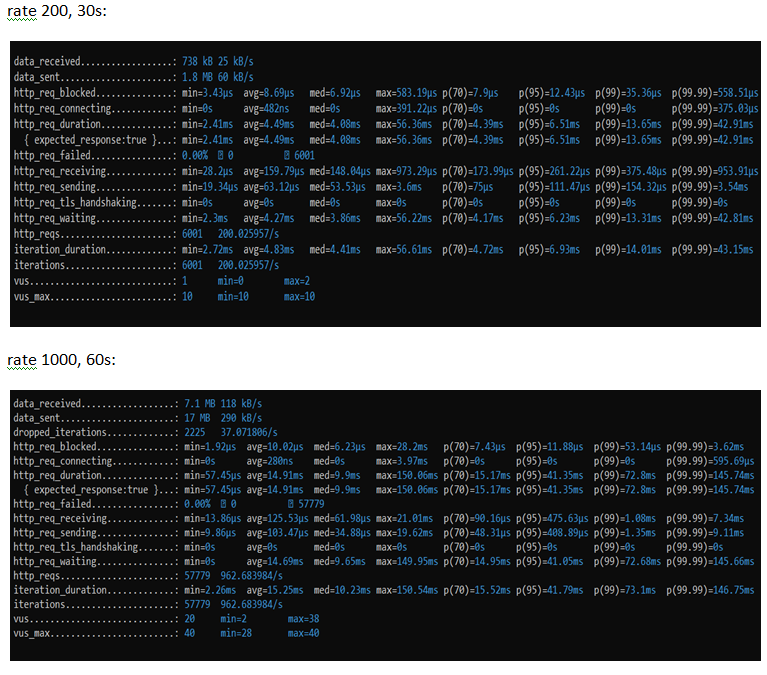 rate 200, 30s:
data_received..................: 738 kB 25 kB/s
data_sent......................: 1.8 MB 60 kB/s
http_req_blocked...............: min=3.43µs avg=8.69µs med=6.92µs max=583.19µs p(70)=7.9µs p(95)=12.43µs p(99)=35.36µs p(99.99)=558.51µs
http_req_connecting............: min=0s avg=482ns med=0s max=391.22µs p(70)=0s p(95)=0s p(99)=0s p(99.99)=375.03µs
http_req_duration..............: min=2.41ms avg=4.49ms med=4.08ms max=56.36ms p(70)=4.39ms p(95)=6.51ms p(99)=13.65ms p(99.99)=42.91ms
{ expected_response:true }...: min=2.41ms avg=4.49ms med=4.08ms max=56.36ms p(70)=4.39ms p(95)=6.51ms p(99)=13.65ms p(99.99)=42.91ms
http_req_failed................: 0.00% 0 6001
http_req_receiving.............: min=28.2µs avg=159.79µs med=148.04µs max=973.29µs p(70)=173.99µs p(95)=261.22µs p(99)=375.48µs p(99.99)=953.91µs
http_req_sending...............: min=19.34µs avg=63.12µs med=53.53µs max=3.6ms p(70)=75µs p(95)=111.47µs p(99)=154.32µs p(99.99)=3.54ms
http_req_tls_handshaking.......: min=0s avg=0s med=0s max=0s p(70)=0s p(95)=0s p(99)=0s p(99.99)=0s
http_req_waiting...............: min=2.3ms avg=4.27ms med=3.86ms max=56.22ms p(70)=4.17ms p(95)=6.23ms p(99)=13.31ms p(99.99)=42.81ms
http_reqs......................: 6001 200.025957/s
iteration_duration.............: min=2.72ms avg=4.83ms med=4.41ms max=56.61ms p(70)=4.72ms p(95)=6.93ms p(99)=14.01ms p(99.99)=43.15ms
iterations.....................: 6001 200.025957/s
vus............................: 1 min=0 max=2
vus_max........................: 10 min=10 max=10
rate 1000, 60s:
data_received..................: 7.1 MB 118 kB/s
data_sent......................: 17 MB 290 kB/s
dropped_iterations.............: 2225 37.071806/s
http_req_blocked...............: min=1.92µs avg=10.02µs med=6.23µs max=28.2ms p(70)=7.43µs p(95)=11.88µs p(99)=53.14µs p(99.99)=3.62ms
http_req_connecting............: min=0s avg=280ns med=0s max=3.97ms p(70)=0s p(95)=0s p(99)=0s p(99.99)=595.69µs
http_req_duration..............: min=57.45µs avg=14.91ms med=9.9ms max=150.06ms p(70)=15.17ms p(95)=41.35ms p(99)=72.8ms p(99.99)=145.74ms
{ expected_response:true }...: min=57.45µs avg=14.91ms med=9.9ms max=150.06ms p(70)=15.17ms p(95)=41.35ms p(99)=72.8ms p(99.99)=145.74ms
http_req_failed................: 0.00% 0 57779
http_req_receiving.............: min=13.86µs avg=125.53µs med=61.98µs max=21.01ms p(70)=90.16µs p(95)=475.63µs p(99)=1.08ms p(99.99)=7.34ms
http_req_sending...............: min=9.86µs avg=103.47µs med=34.88µs max=19.62ms p(70)=48.31µs p(95)=408.89µs p(99)=1.35ms p(99.99)=9.11ms
http_req_tls_handshaking.......: min=0s avg=0s med=0s max=0s p(70)=0s p(95)=0s p(99)=0s p(99.99)=0s
http_req_waiting...............: min=0s avg=14.69ms med=9.65ms max=149.95ms p(70)=14.95ms p(95)=41.05ms p(99)=72.68ms p(99.99)=145.66ms
http_reqs......................: 57779 962.683984/s
iteration_duration.............: min=2.26ms avg=15.25ms med=10.23ms max=150.54ms p(70)=15.52ms p(95)=41.79ms p(99)=73.1ms p(99.99)=146.75ms
iterations.....................: 57779 962.683984/s
vus............................: 20 min=2 max=38
vus_max........................: 40 min=28 max=40